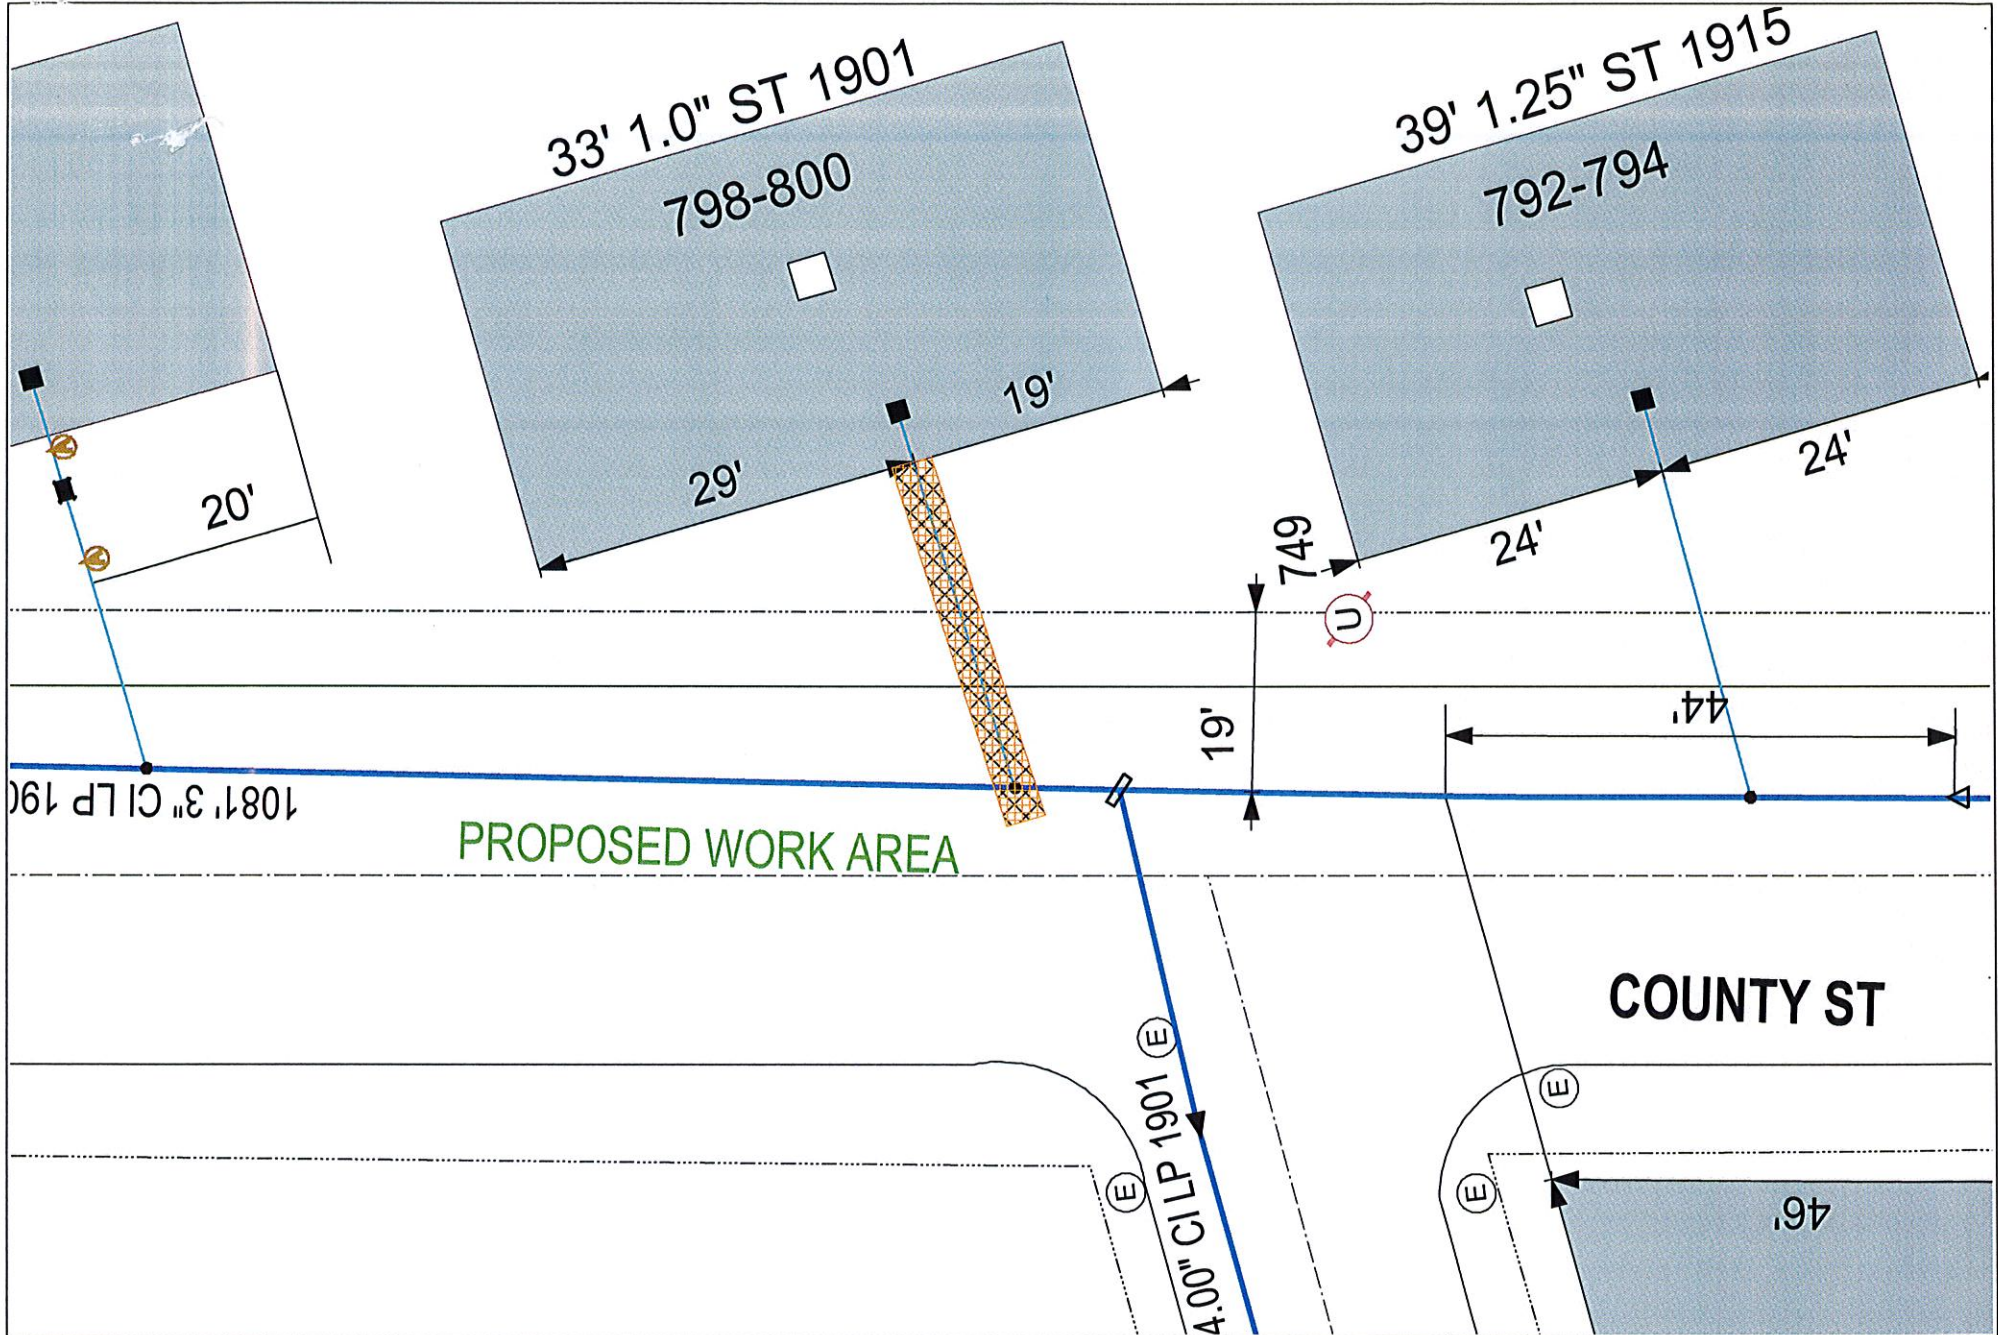 33' 1.0" ST 1901
798-800
39' 1.25" ST 1915
792-794
19'
29'
20'
24'
24'
749
U
19'
44'
1081' 3" CI LP 190
PROPOSED WORK AREA
COUNTY ST
4.00" CI LP 1901
E
E
E
E
46'